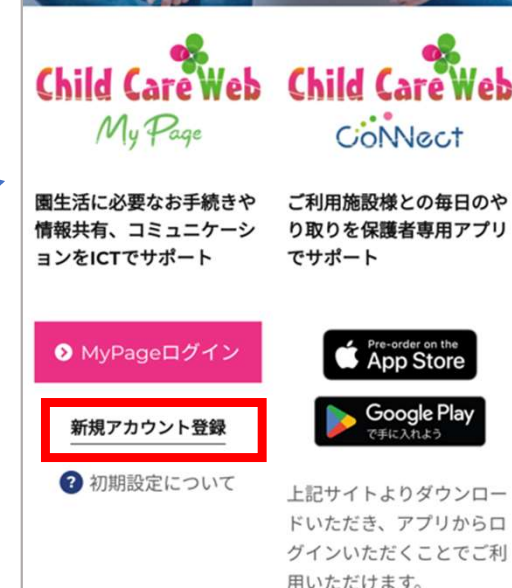 Child Care Web
My Page
園生活に必要なお手続きや
情報共有、コミュニケーシ
ョンをICTでサポート
MyPageログイン
新規アカウント登録
? 初期設定について
Child Care Web
CoNNect
ご利用施設様との毎日のや
り取りを保護者専用アプリ
でサポート
Pre-order on the
App Store
Google Play
で手に入れよう
上記サイトよりダウンロー
ドいただき、アプリからロ
グインいただくことでご利
用いただけます。